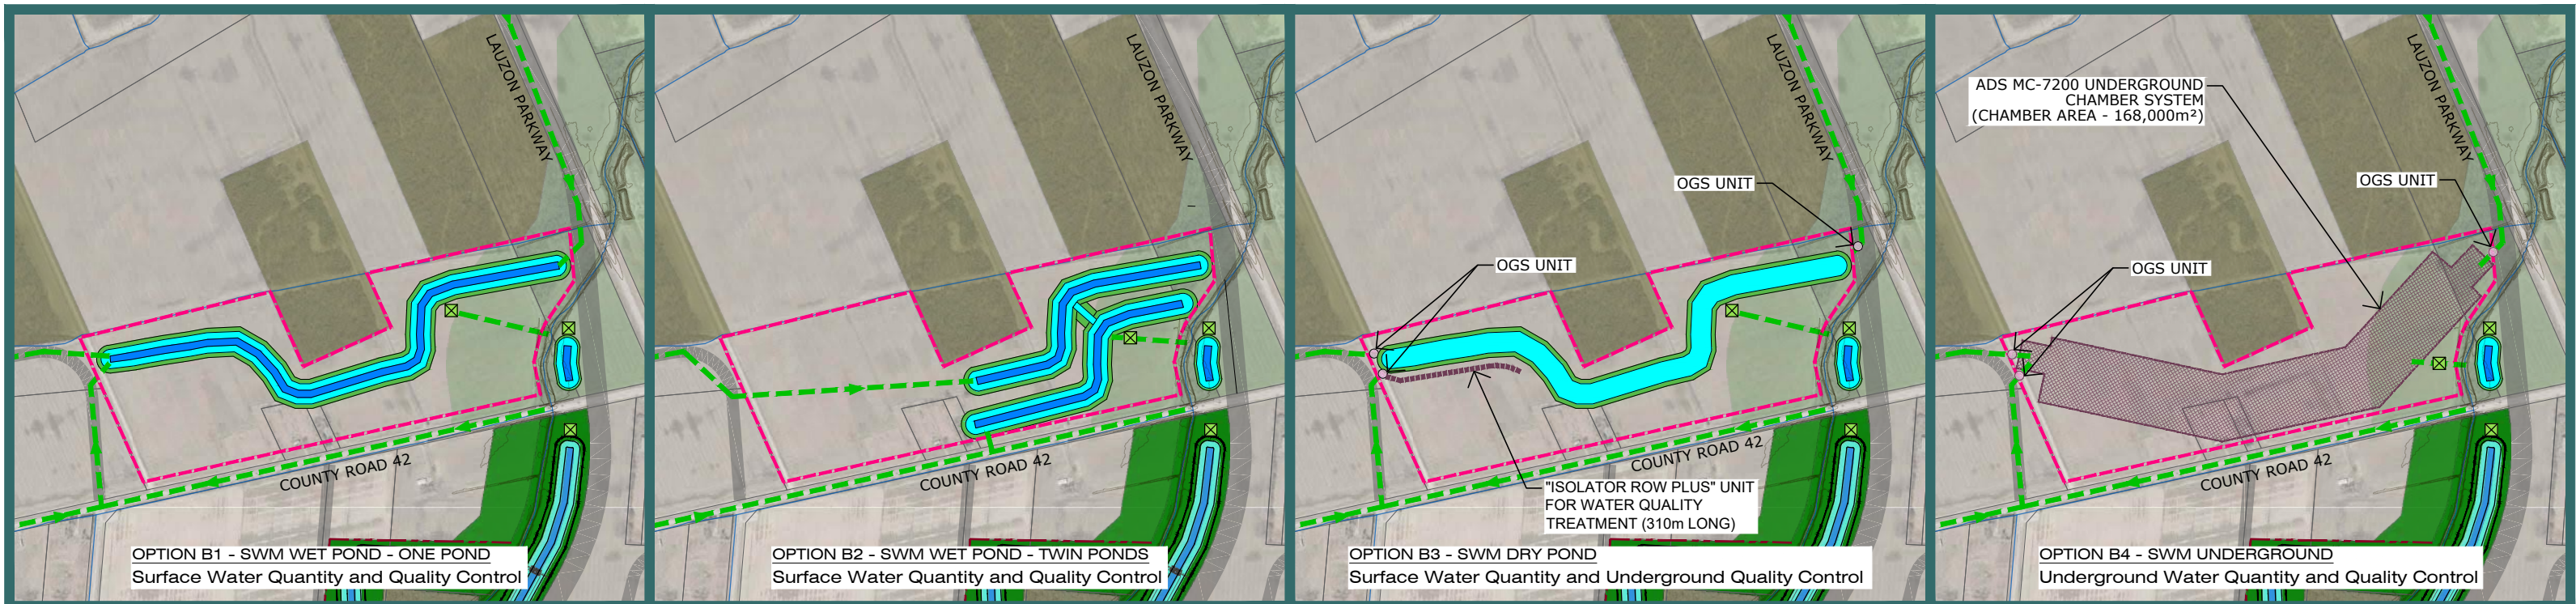 LAUZON PARKWAY
COUNTY ROAD 42
OPTION B1 - SWM WET POND - ONE POND
Surface Water Quantity and Quality Control
LAUZON PARKWAY
COUNTY ROAD 42
OPTION B2 - SWM WET POND - TWIN PONDS
Surface Water Quantity and Quality Control
LAUZON PARKWAY
OGS UNIT
OGS UNIT
COUNTY ROAD 42
"ISOLATOR ROW PLUS" UNIT
FOR WATER QUALITY
TREATMENT (310m LONG)
OPTION B3 - SWM DRY POND
Surface Water Quantity and Underground Quality Control
LAUZON PARKWAY
ADS MC-7200 UNDERGROUND
CHAMBER SYSTEM
(CHAMBER AREA - 168,000m²)
OGS UNIT
OGS UNIT
COUNTY ROAD 42
OPTION B4 - SWM UNDERGROUND
Underground Water Quantity and Quality Control